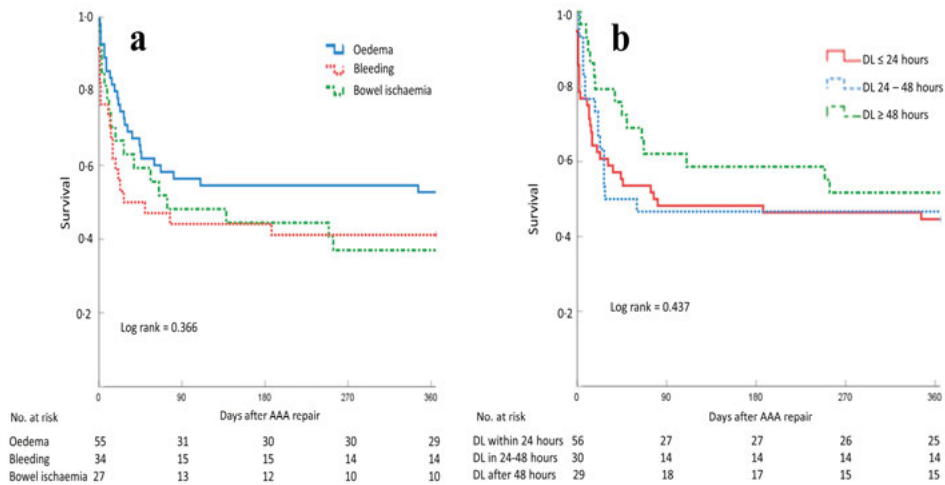 a
Oedema
Bleeding
Bowel ischaemia
1·0
0·8
0·6
0·4
0·2
Survival
Log rank = 0.366
0 90 180 270 360
Days after AAA repair
No. at risk
Oedema 55 31 30 30 29
Bleeding 34 15 15 14 14
Bowel ischaemia 27 13 12 10 10
b
DL ≤ 24 hours
DL 24 – 48 hours
DL ≥ 48 hours
1·0
0·8
0·6
0·4
0·2
Survival
Log rank = 0.437
0 90 180 270 360
Days after AAA repair
No. at risk
DL within 24 hours 56 27 27 26 25
DL in 24-48 hours 30 14 14 14 14
DL after 48 hours 29 18 17 15 15